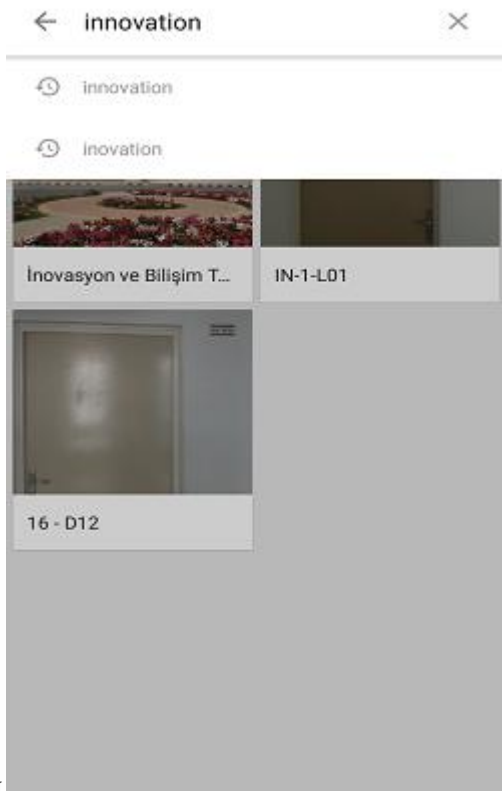 innovation
innovation
inovation
İnovasyon ve Bilişim T...
IN-1-L01
16 - D12